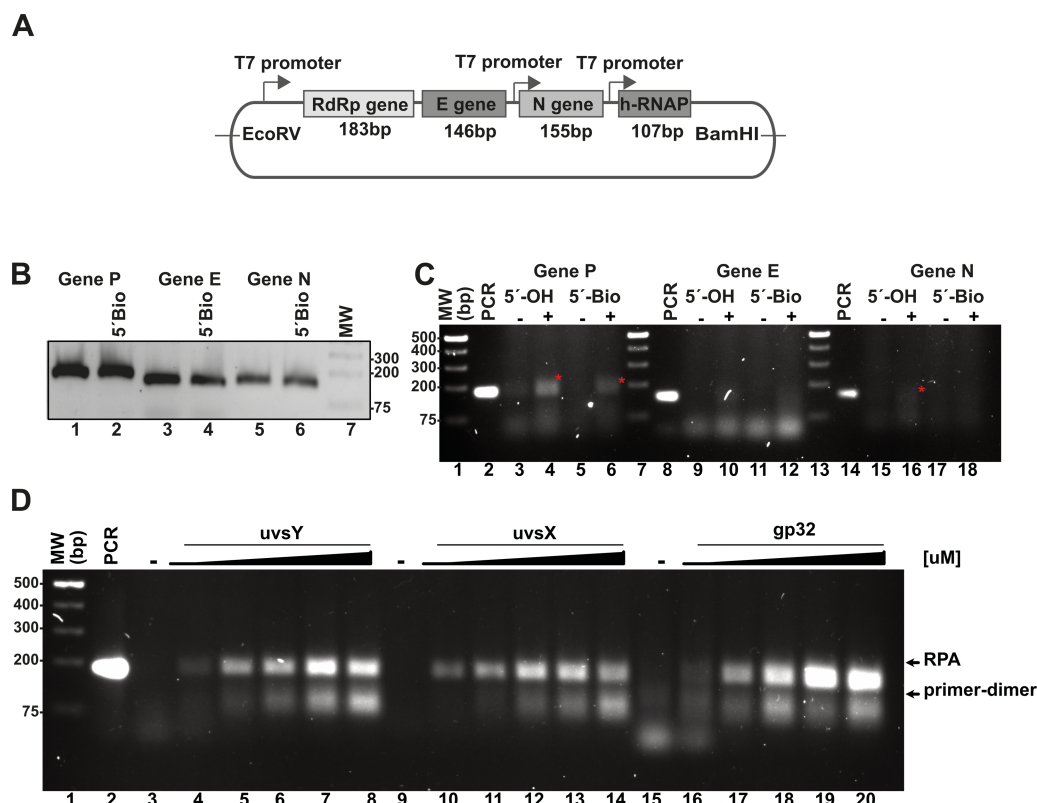 A
T7 promoter T7 promoter T7 promoter
RdRp gene E gene N gene h-RNAP
183bp 146bp 155bp 107bp
EcoRV BamHI
B
Gene P Gene E Gene N
5´Bio 5´Bio 5´Bio MW
300
200
75
1 2 3 4 5 6 7
C
Gene P Gene E Gene N
MW (bp) PCR 5´-OH 5´-Bio PCR 5´-OH 5´-Bio PCR 5´-OH 5´-Bio
- + - + - + - + - + - +
500
400
300
200
75
* * *
1 2 3 4 5 6 7 8 9 10 11 12 13 14 15 16 17 18
D
MW (bp) PCR - uvsY - uvsX - gp32 [uM]
500
400
300
200
75
RPA
primer-dimer
1 2 3 4 5 6 7 8 9 10 11 12 13 14 15 16 17 18 19 20